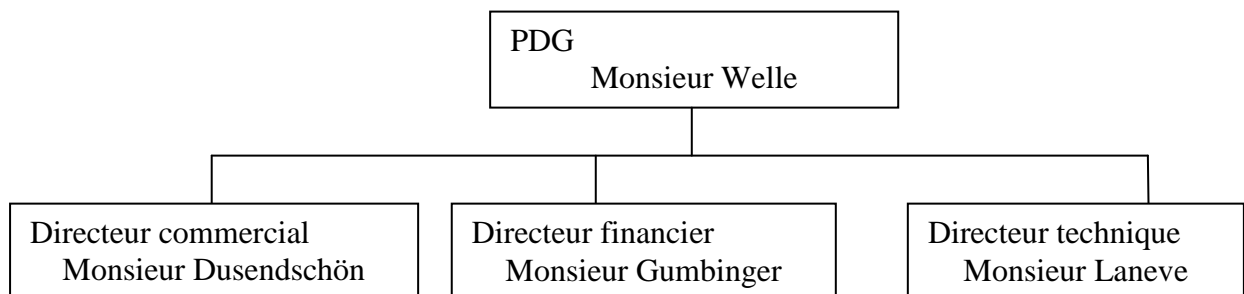 PDG
Monsieur Welle
Directeur commercial
Monsieur Dusendschön
Directeur financier
Monsieur Gumbinger
Directeur technique
Monsieur Laneve